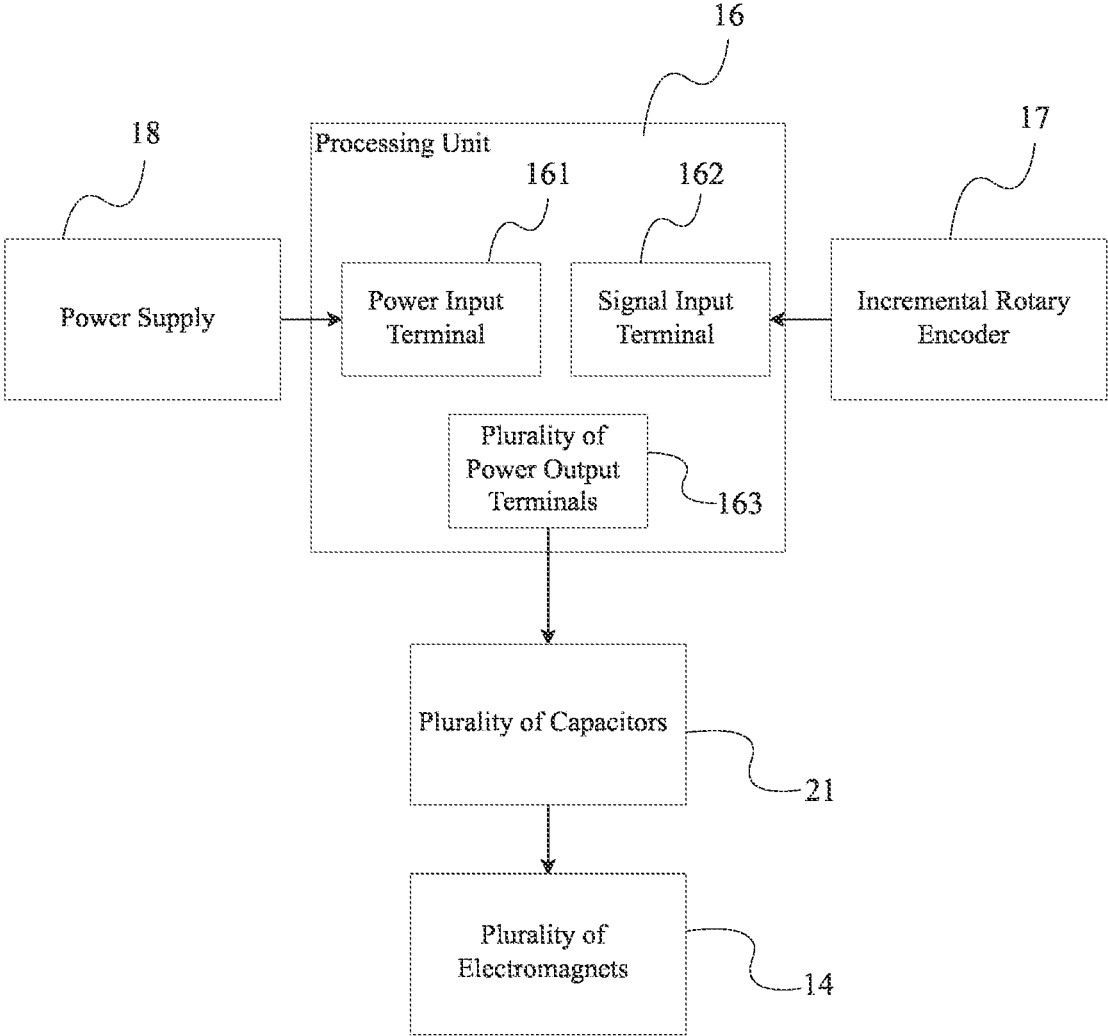 16
18
17
Processing Unit
161
162
Power Supply
Power Input
Terminal
Signal Input
Terminal
Incremental Rotary
Encoder
Plurality of
Power Output
Terminals
163
Plurality of Capacitors
21
Plurality of
Electromagnets
14